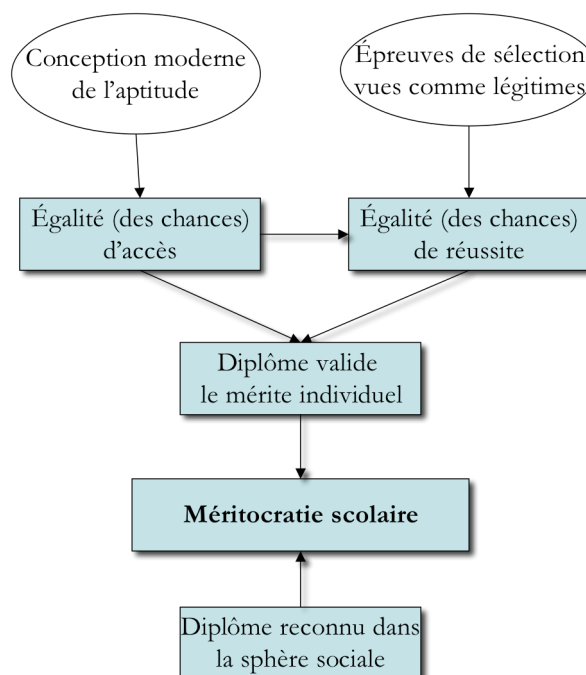 Conception moderne
de l'aptitude
Épreuves de sélection
vues comme légitimes
Égalité (des chances)
d'accès
Égalité (des chances)
de réussite
Diplôme valide
le mérite individuel
Méritocratie scolaire
Diplôme reconnu dans
la sphère sociale